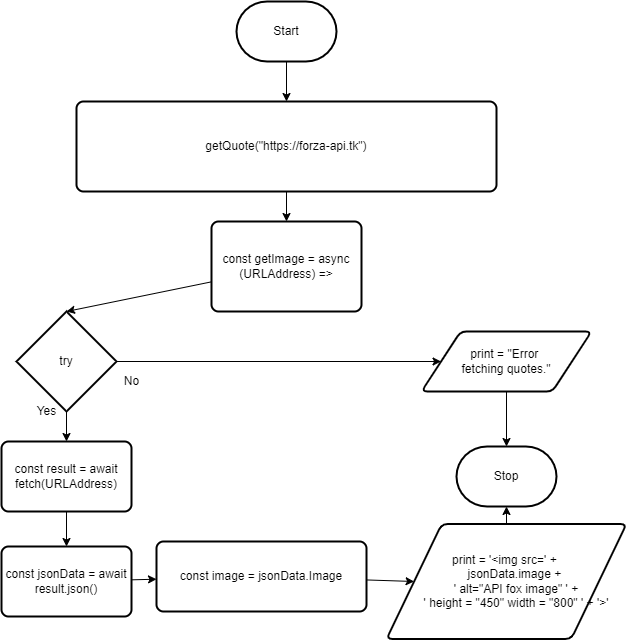 Start
getQuote("https://forza-api.tk")
const getImage = async
(URLAddress) =>
try
No
Yes
print = "Error
fetching quotes."
const result = await
fetch(URLAddress)
Stop
const jsonData = await
result.json()
const image = jsonData.Image
print = '<img src=' +
jsonData.image +
' alt="API fox image" ' +
' height = "450" width = "800" ' + '>'